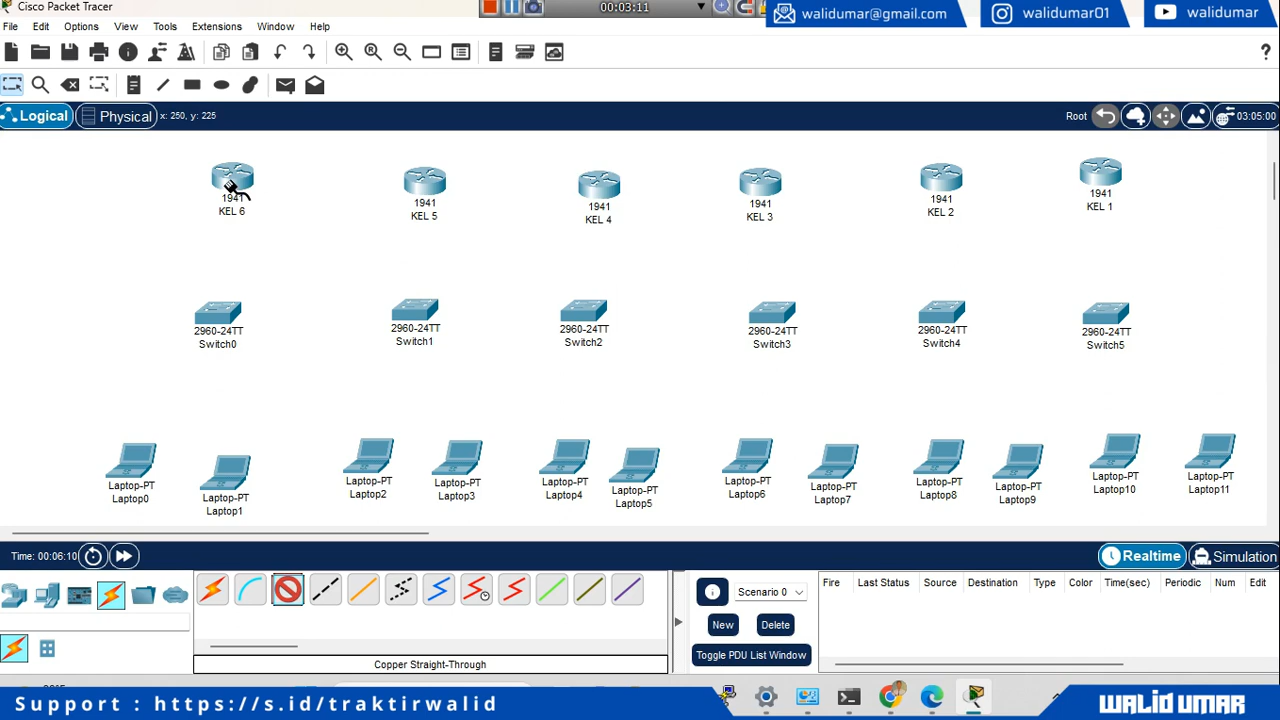 Cisco Packet Tracer
00:03:11
walidumar@gmail.com
walidumar01
walidumar
File Edit Options View Tools Extensions Window Help
?
Logical Physical x: 250, y: 225
Root 03:05:00
1941
KEL 6
1941
KEL 5
1941
KEL 4
1941
KEL 3
1941
KEL 2
1941
KEL 1
2960-24TT
Switch0
2960-24TT
Switch1
2960-24TT
Switch2
2960-24TT
Switch3
2960-24TT
Switch4
2960-24TT
Switch5
Laptop-PT
Laptop0
Laptop-PT
Laptop1
Laptop-PT
Laptop2
Laptop-PT
Laptop3
Laptop-PT
Laptop4
Laptop-PT
Laptop5
Laptop-PT
Laptop6
Laptop-PT
Laptop7
Laptop-PT
Laptop8
Laptop-PT
Laptop9
Laptop-PT
Laptop10
Laptop-PT
Laptop11
Time: 00:06:10
Realtime Simulation
Scenario 0
New Delete
Toggle PDU List Window
Fire Last Status Source Destination Type Color Time(sec) Periodic Num Edit
Copper Straight-Through
Support : https://s.id/traktirwalid
WALID UMAR